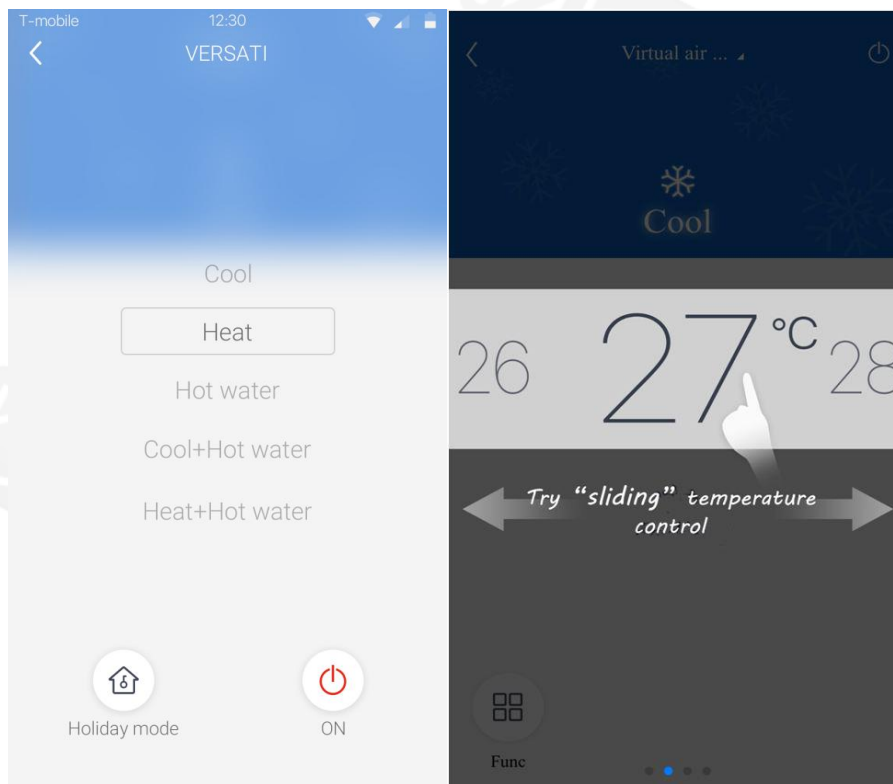 T-mobile 12:30
VERSATI
Cool
Heat
Hot water
Cool+Hot water
Heat+Hot water
Holiday mode
ON
Virtual air ...
Cool
26 27 °C 28
Try “sliding” temperature
control
Func